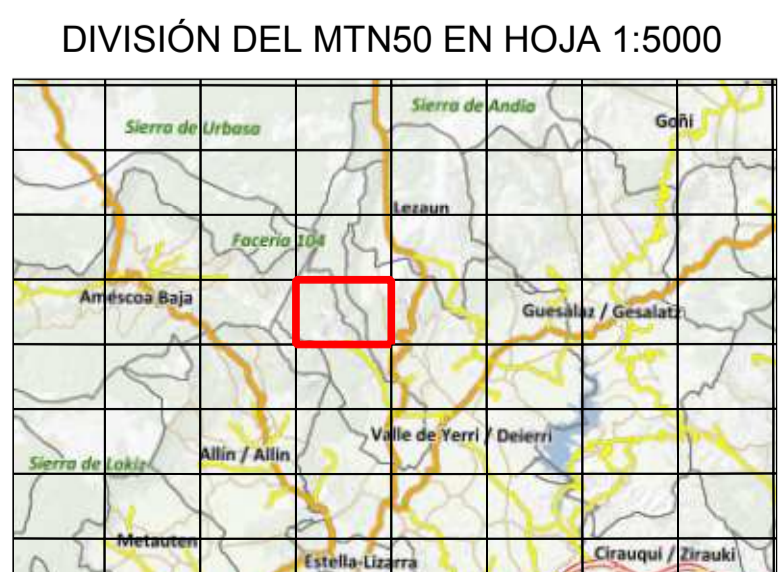 DIVISIÓN DEL MTN50 EN HOJA 1:5000
Sierra de Urbasa
Sierra de Andia
Goñi
Lezaun
Facería 104
Améscoa Baja
Guesálaz / Gesalatz
Valle de Yerri / Deierri
Allín / Allin
Sierra de Lokiz
Metauten
Estella-Lizarra
Cirauqui / Zirauki